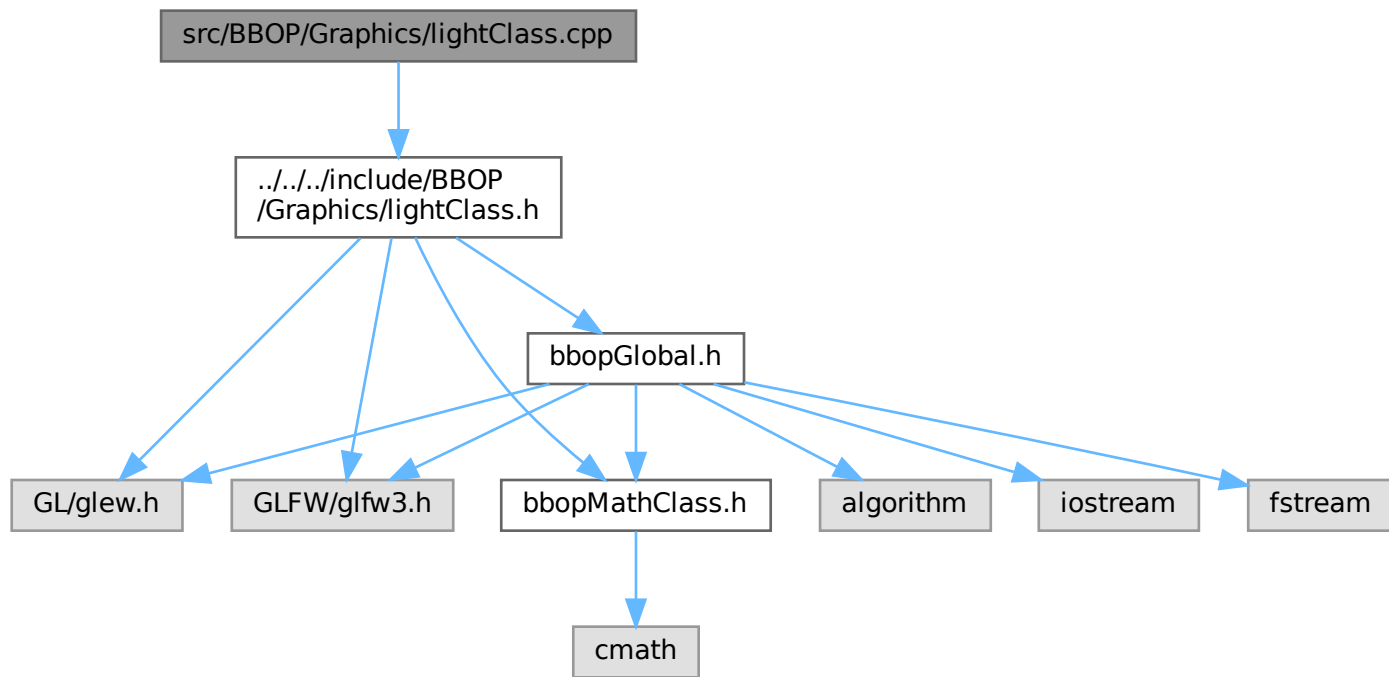 src/BBOP/Graphics/lightClass.cpp
../../../include/BBOP
/Graphics/lightClass.h
bbopGlobal.h
GL/glew.h
GLFW/glfw3.h
bbopMathClass.h
algorithm
iostream
fstream
cmath